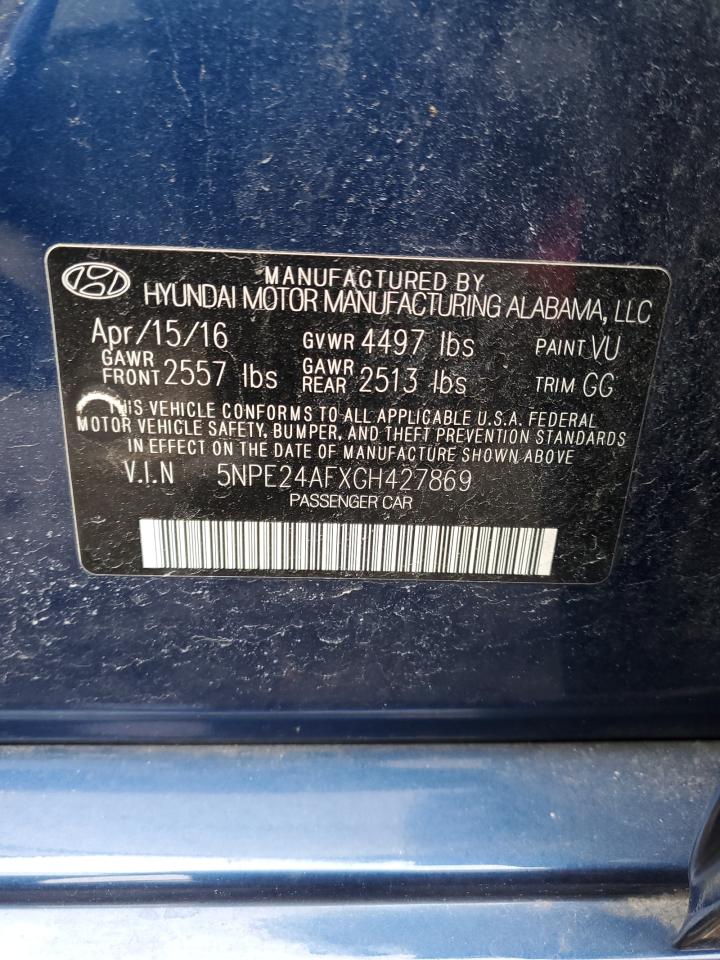 MANUFACTURED BY
HYUNDAI MOTOR MANUFACTURING ALABAMA, LLC
Apr/15/16 GVWR 4497 lbs PAINT VU
GAWR FRONT 2557 lbs GAWR REAR 2513 lbs TRIM GG
THIS VEHICLE CONFORMS TO ALL APPLICABLE U.S.A. FEDERAL
MOTOR VEHICLE SAFETY, BUMPER, AND THEFT PREVENTION STANDARDS
IN EFFECT ON THE DATE OF MANUFACTURE SHOWN ABOVE
V.I.N 5NPE24AFXGH427869
PASSENGER CAR